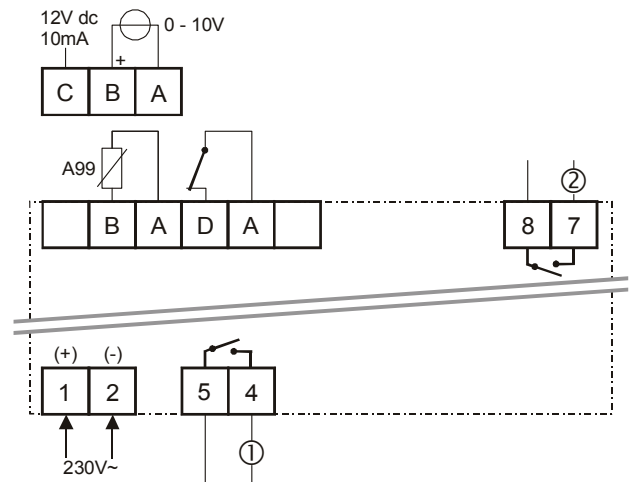 12V dc
10mA
0 - 10V
+
C B A
A99
B A D A
②
8 7
(+) (-)
1 2
5 4
①
230V~